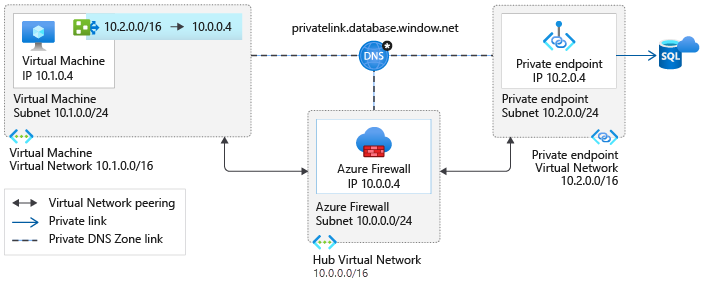 privatelink.database.window.net
10.2.0.0/16 → 10.0.0.4
Virtual Machine
IP 10.1.0.4
Virtual Machine
Subnet 10.1.0.0/24
Virtual Machine
Virtual Network 10.1.0.0/16
DNS
*
Private endpoint
IP 10.2.0.4
Private endpoint
Subnet 10.2.0.0/24
Private endpoint
Virtual Network
10.2.0.0/16
SQL
Azure Firewall
IP 10.0.0.4
Azure Firewall
Subnet 10.0.0.0/24
Hub Virtual Network
10.0.0.0/16
Virtual Network peering
Private link
Private DNS Zone link